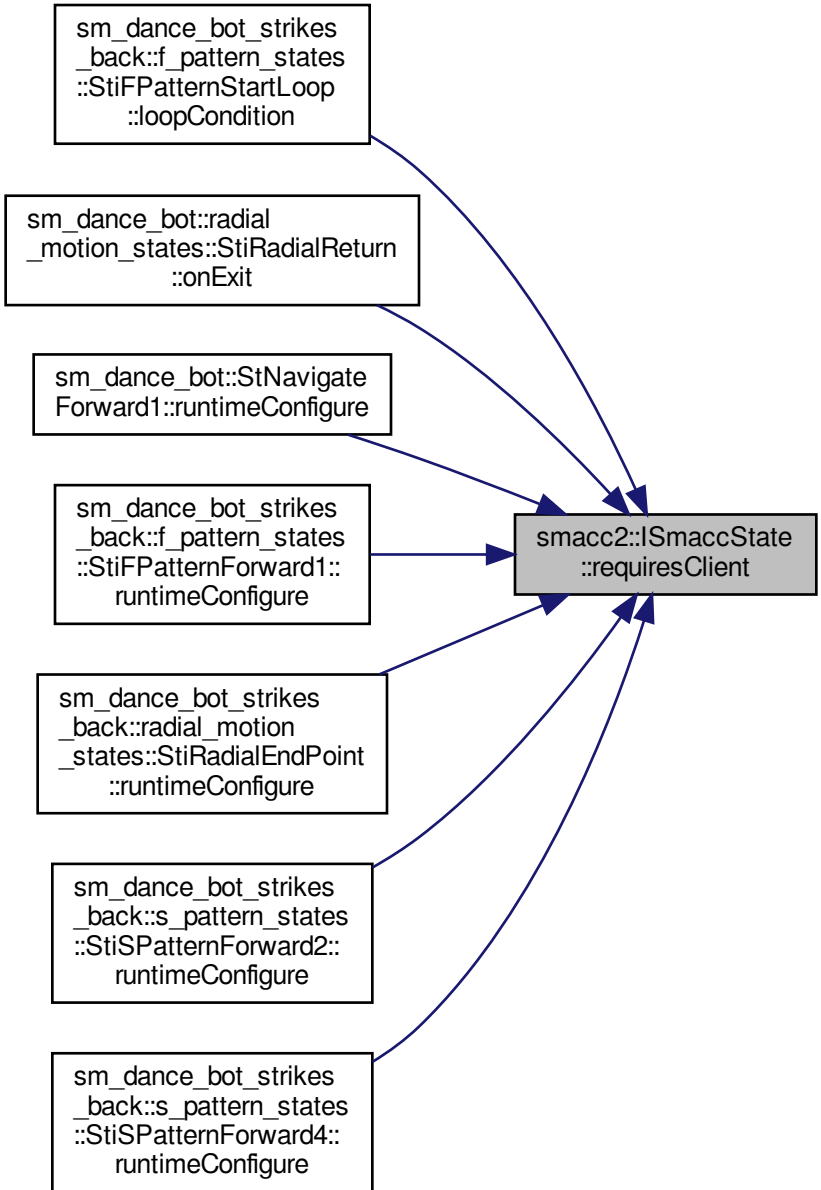 sm_dance_bot_strikes
_back::f_pattern_states
::StiFPatternStartLoop
::loopCondition
sm_dance_bot::radial
_motion_states::StiRadialReturn
::onExit
sm_dance_bot::StNavigate
Forward1::runtimeConfigure
sm_dance_bot_strikes
_back::f_pattern_states
::StiFPatternForward1::
runtimeConfigure
smacc2::ISmaccState
::requiresClient
sm_dance_bot_strikes
_back::radial_motion
_states::StiRadialEndPoint
::runtimeConfigure
sm_dance_bot_strikes
_back::s_pattern_states
::StiSPatternForward2::
runtimeConfigure
sm_dance_bot_strikes
_back::s_pattern_states
::StiSPatternForward4::
runtimeConfigure